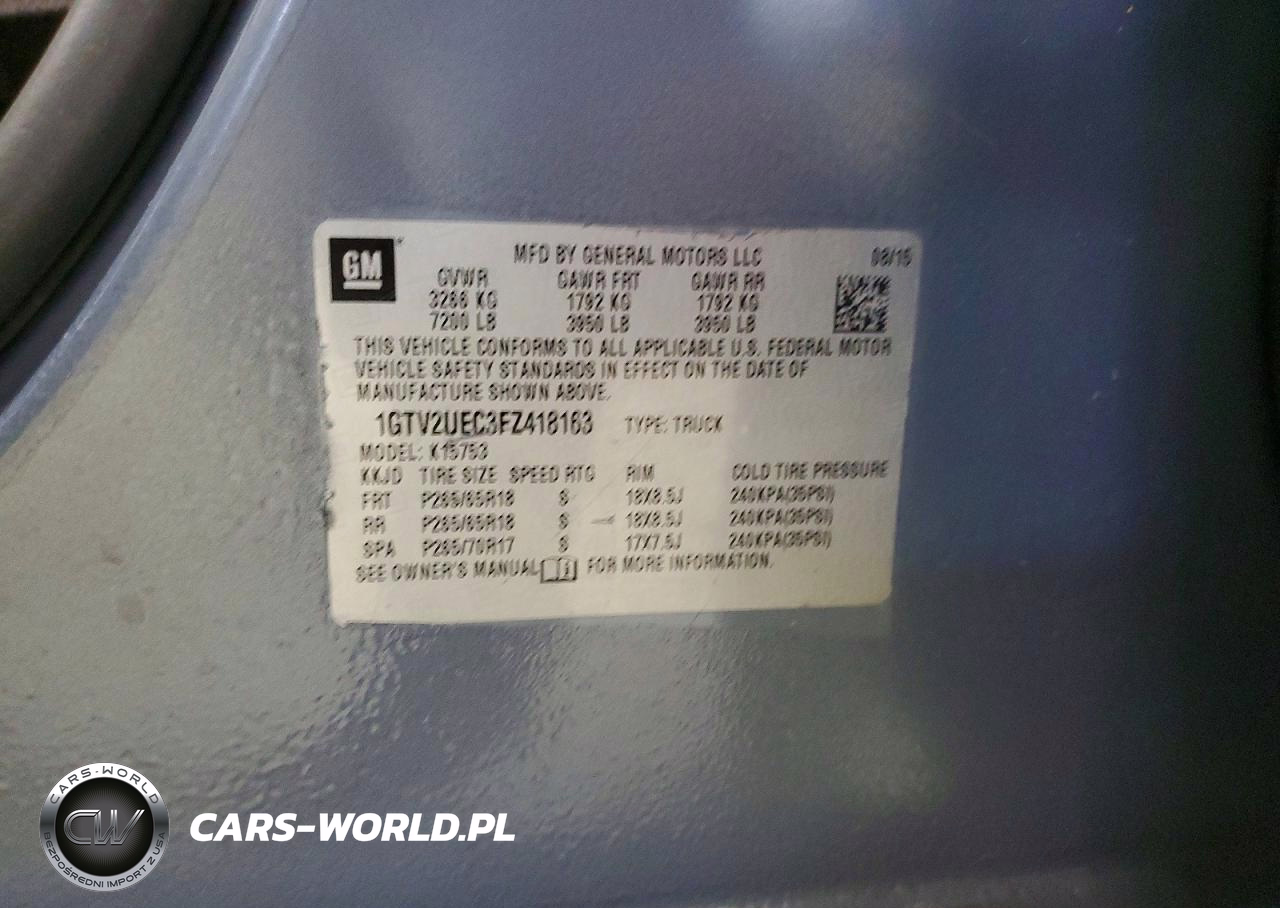 GM
MFD BY GENERAL MOTORS LLC 08/15
GVWR GAWR FRT GAWR RR
3266 KG 1792 KG 1792 KG
7200 LB 3950 LB 3950 LB
THIS VEHICLE CONFORMS TO ALL APPLICABLE U.S. FEDERAL MOTOR
VEHICLE SAFETY STANDARDS IN EFFECT ON THE DATE OF
MANUFACTURE SHOWN ABOVE.
1GTV2UEC3FZ418163 TYPE: TRUCK
MODEL: K15753
KKJD TIRE SIZE SPEED RTG RIM COLD TIRE PRESSURE
FRT P265/65R18 S 18X8.5J 240KPA(35PSI)
RR P265/65R18 S 18X8.5J 240KPA(35PSI)
SPA P265/70R17 S 17X7.5J 240KPA(35PSI)
SEE OWNER'S MANUAL FOR MORE INFORMATION.
CARS-WORLD
CW
BEZPOŚREDNI IMPORT Z USA
CARS-WORLD.PL